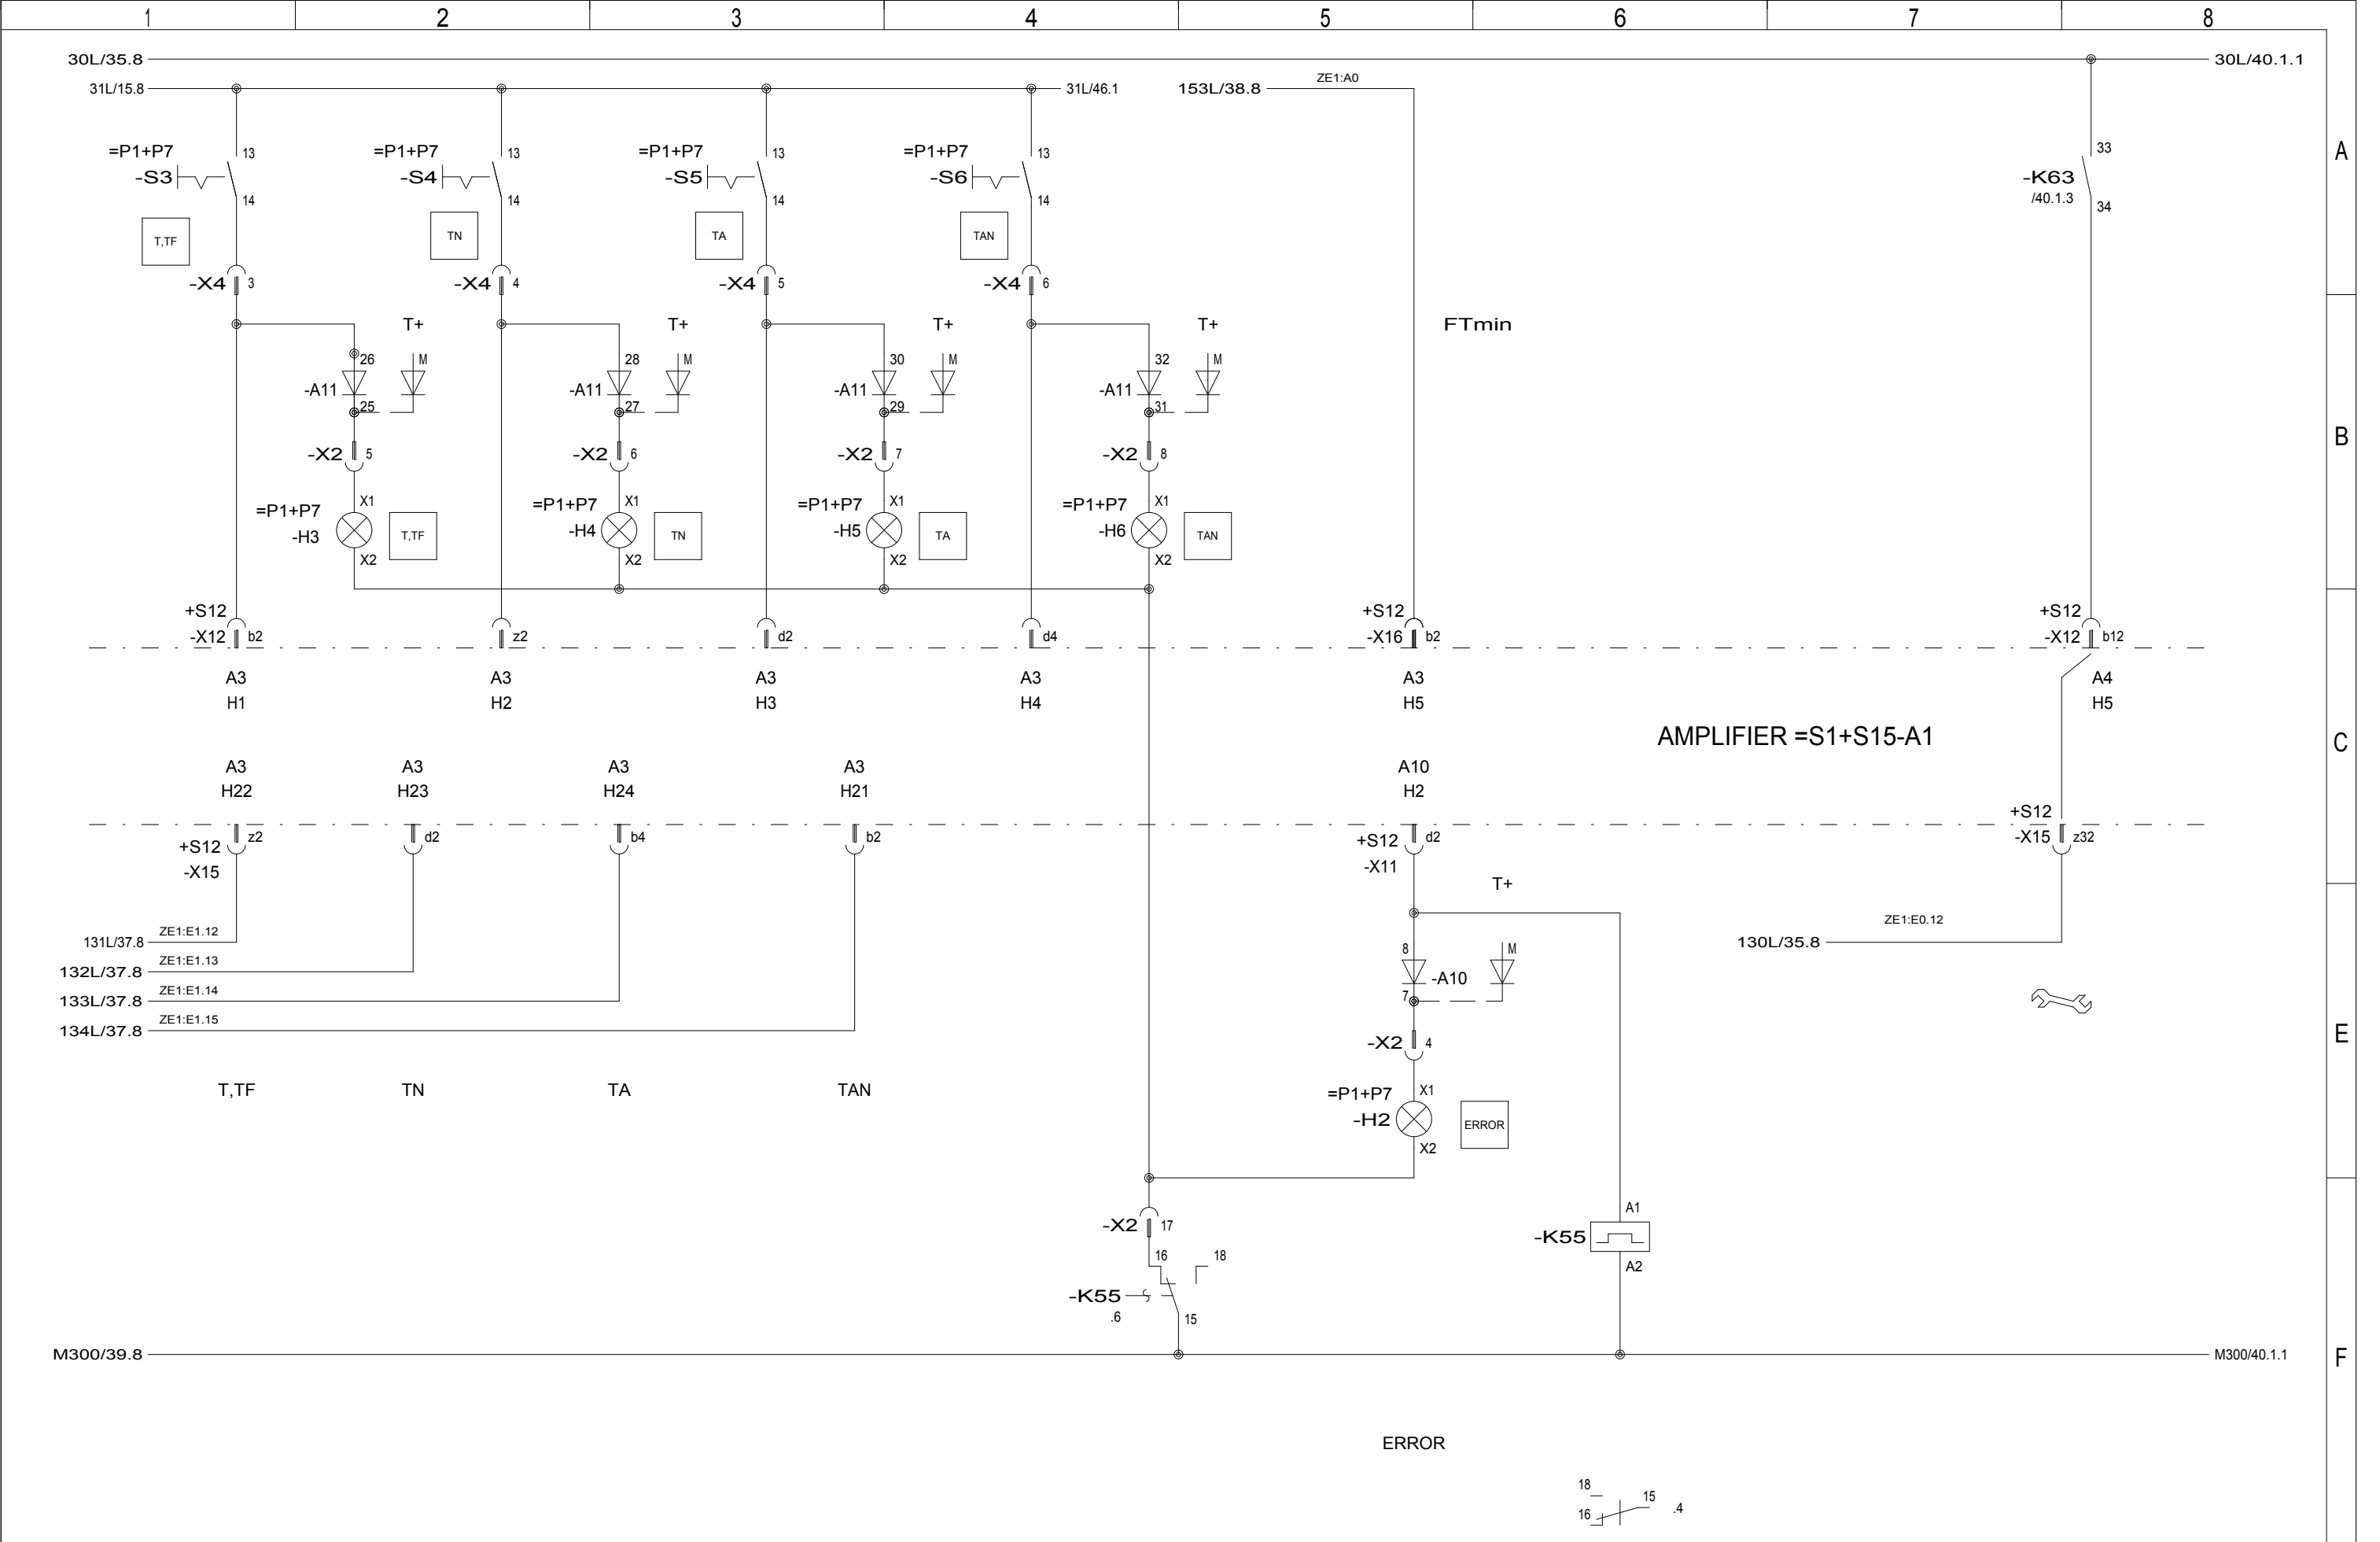 1 2 3 4 5 6 7 8
30L/35.8 30L/40.1.1
31L/15.8 31L/46.1 153L/38.8 ZE1:A0
=P1+P7 13 =P1+P7 13 =P1+P7 13 =P1+P7 13 33 A
-S3 -S4 -S5 -S6 -K63
14 14 14 14 /40.1.3 34
T,TF TN TA TAN
-X4 3 -X4 4 -X4 5 -X4 6
T+ T+ T+ T+ FTmin
26 M 28 M 30 M 32 M
-A11 -A11 -A11 -A11
25 27 29 31
-X2 5 -X2 6 -X2 7 -X2 8 B
=P1+P7 X1 =P1+P7 X1 =P1+P7 X1 =P1+P7 X1
-H3 T,TF -H4 TN -H5 TA -H6 TAN
X2 X2 X2 X2
+S12 +S12 +S12
-X12 b2 z2 d2 d4 -X16 b2 -X12 b12
A3 A3 A3 A3 A3 A4
H1 H2 H3 H4 H5 H5
AMPLIFIER =S1+S15-A1 C
A3 A3 A3 A3 A10
H22 H23 H24 H21 H2
+S12
z2 d2 b4 b2 d2 -X15 z32
+S12 +S12
-X15 -X11
T+
131L/37.8 ZE1:E1.12 130L/35.8 ZE1:E0.12
132L/37.8 ZE1:E1.13 8 M
-A10
133L/37.8 ZE1:E1.14 7
134L/37.8 ZE1:E1.15 -X2 4 E
T,TF TN TA TAN =P1+P7 X1
-H2 ERROR
X2
-X2 17 A1
-K55
16 18 A2
-K55
.6 15
M300/39.8 M300/40.1.1 F
ERROR
18
15 .4
16